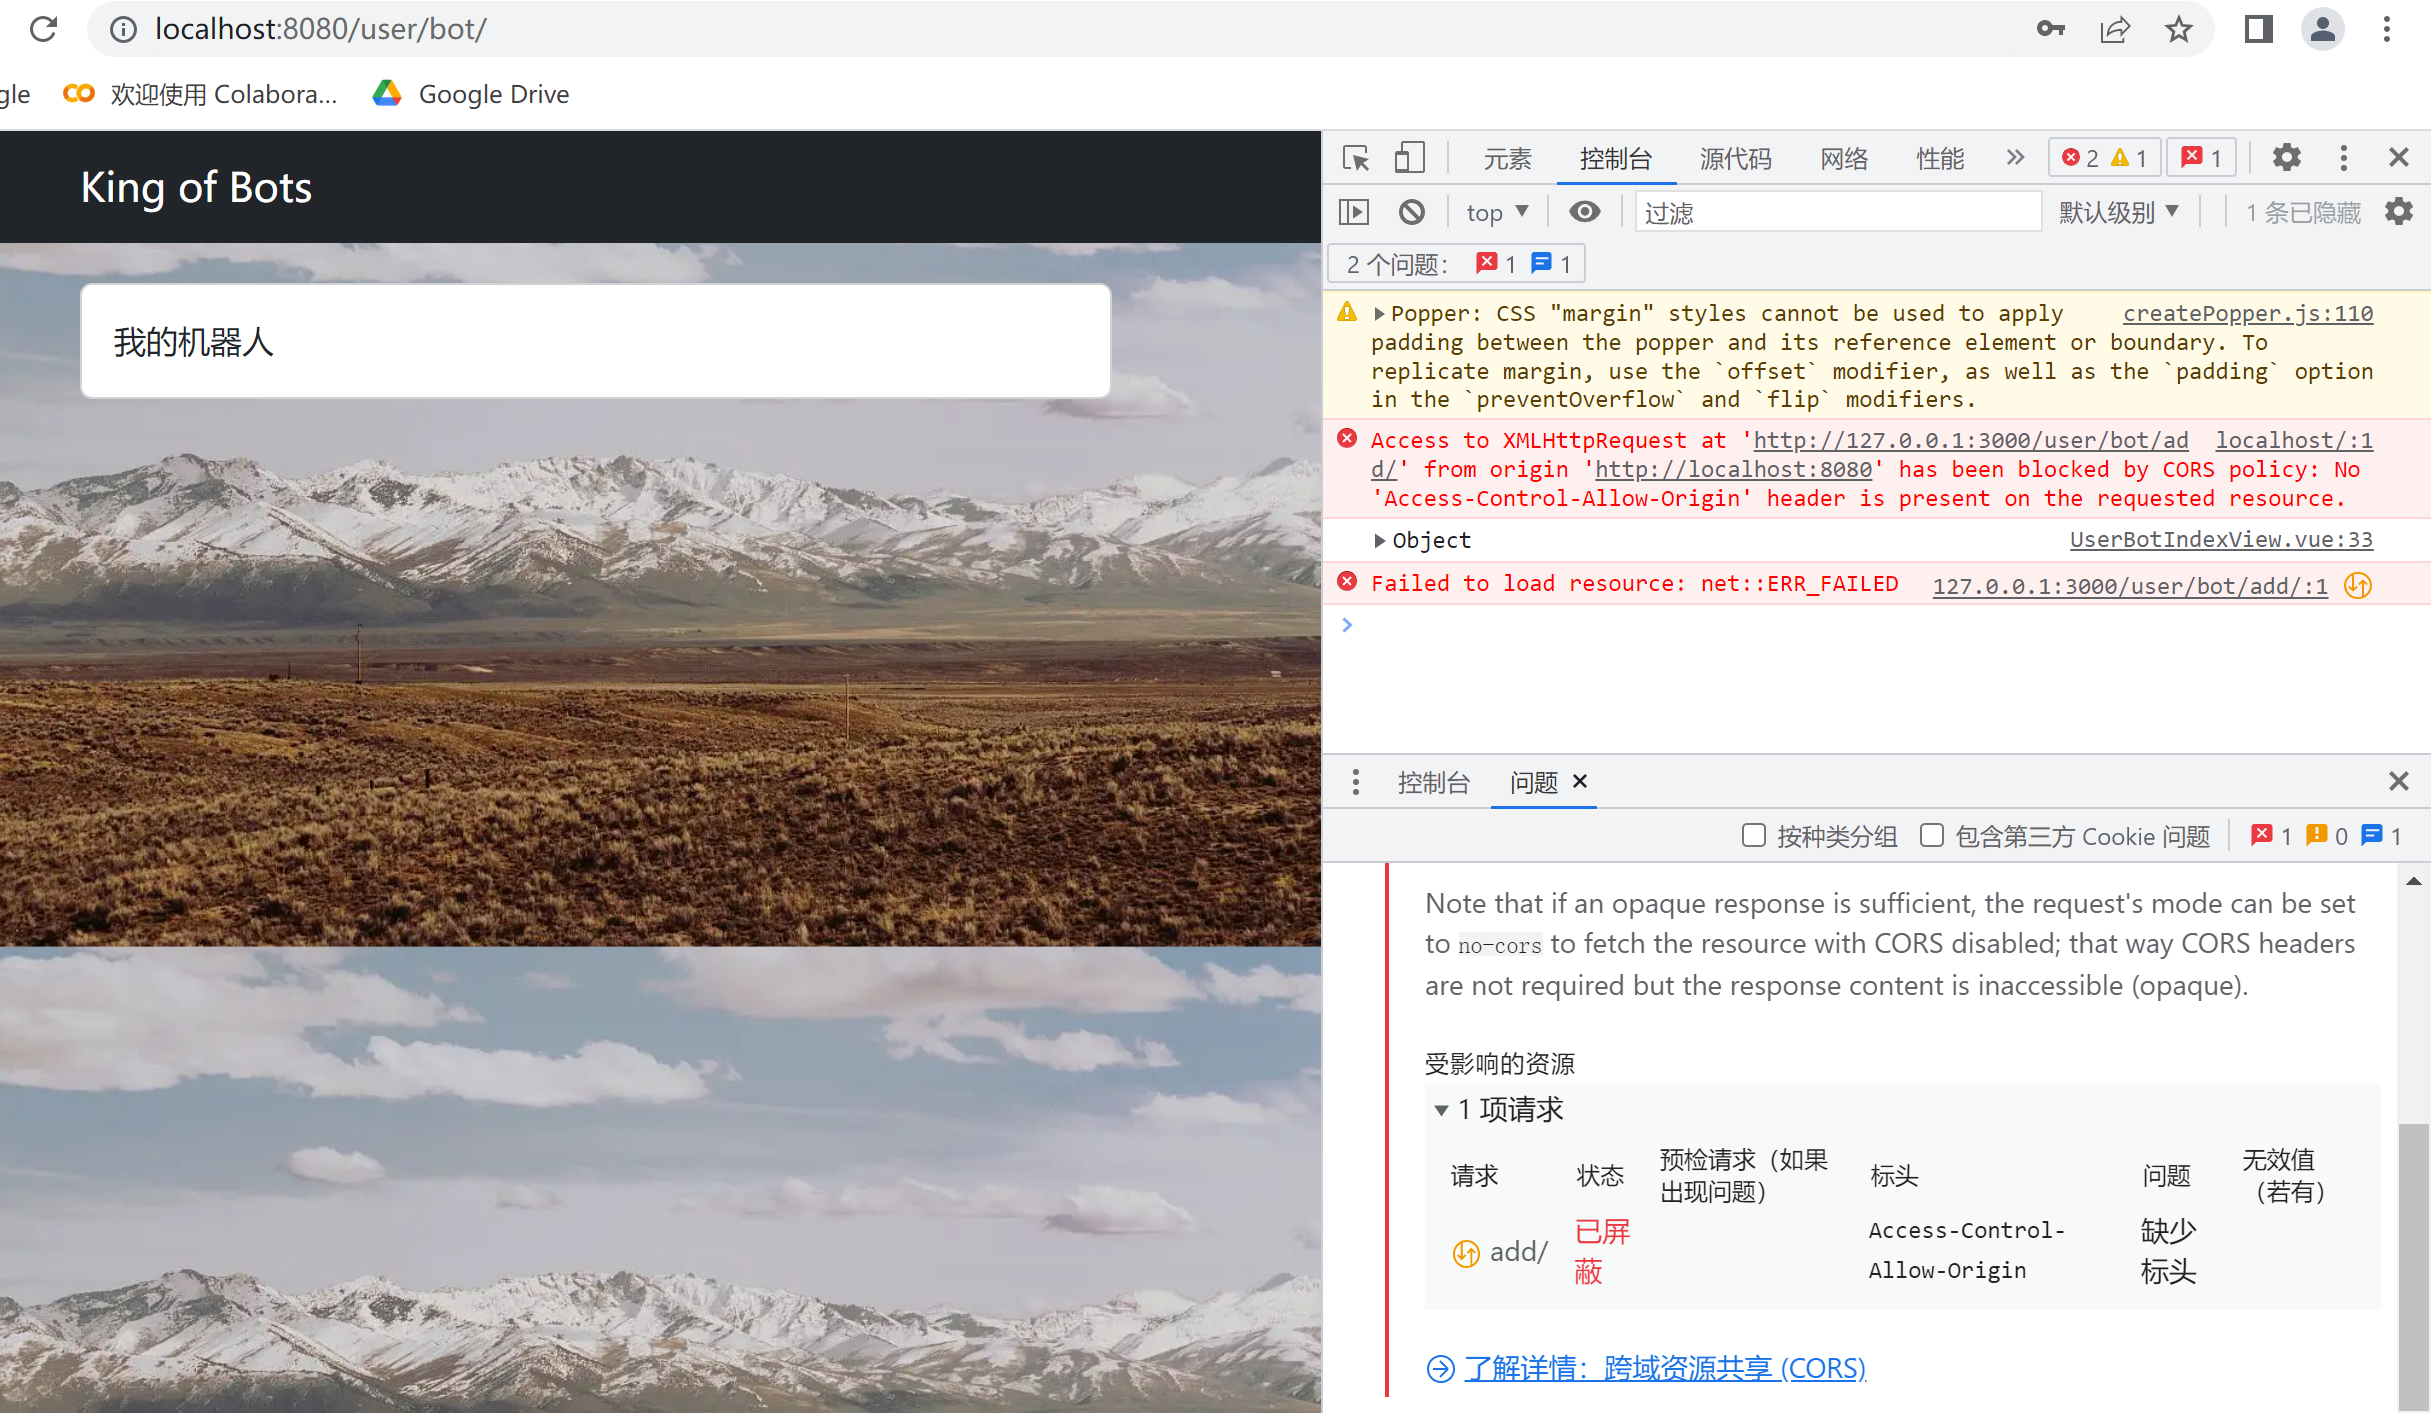 localhost:8080/user/bot/
gle 欢迎使用 Colabora... Google Drive
King of Bots
我的机器人
元素 控制台 源代码 网络 性能 2 1 1
top 过滤 默认级别 1 条已隐藏
2 个问题： 1 1
Popper: CSS "margin" styles cannot be used to apply createPopper.js:110
padding between the popper and its reference element or boundary. To
replicate margin, use the `offset` modifier, as well as the `padding` option
in the `preventOverflow` and `flip` modifiers.
Access to XMLHttpRequest at 'http://127.0.0.1:3000/user/bot/ad localhost/:1
d/' from origin 'http://localhost:8080' has been blocked by CORS policy: No
'Access-Control-Allow-Origin' header is present on the requested resource.
Object UserBotIndexView.vue:33
Failed to load resource: net::ERR_FAILED 127.0.0.1:3000/user/bot/add/:1
控制台 问题
按种类分组 包含第三方 Cookie 问题 1 0 1
Note that if an opaque response is sufficient, the request's mode can be set
to no-cors to fetch the resource with CORS disabled; that way CORS headers
are not required but the response content is inaccessible (opaque).
受影响的资源
1 项请求
请求 状态 预检请求（如果出现问题） 标头 问题 无效值（若有）
add/ 已屏蔽 Access-Control-Allow-Origin 缺少标头
了解详情：跨域资源共享 (CORS)